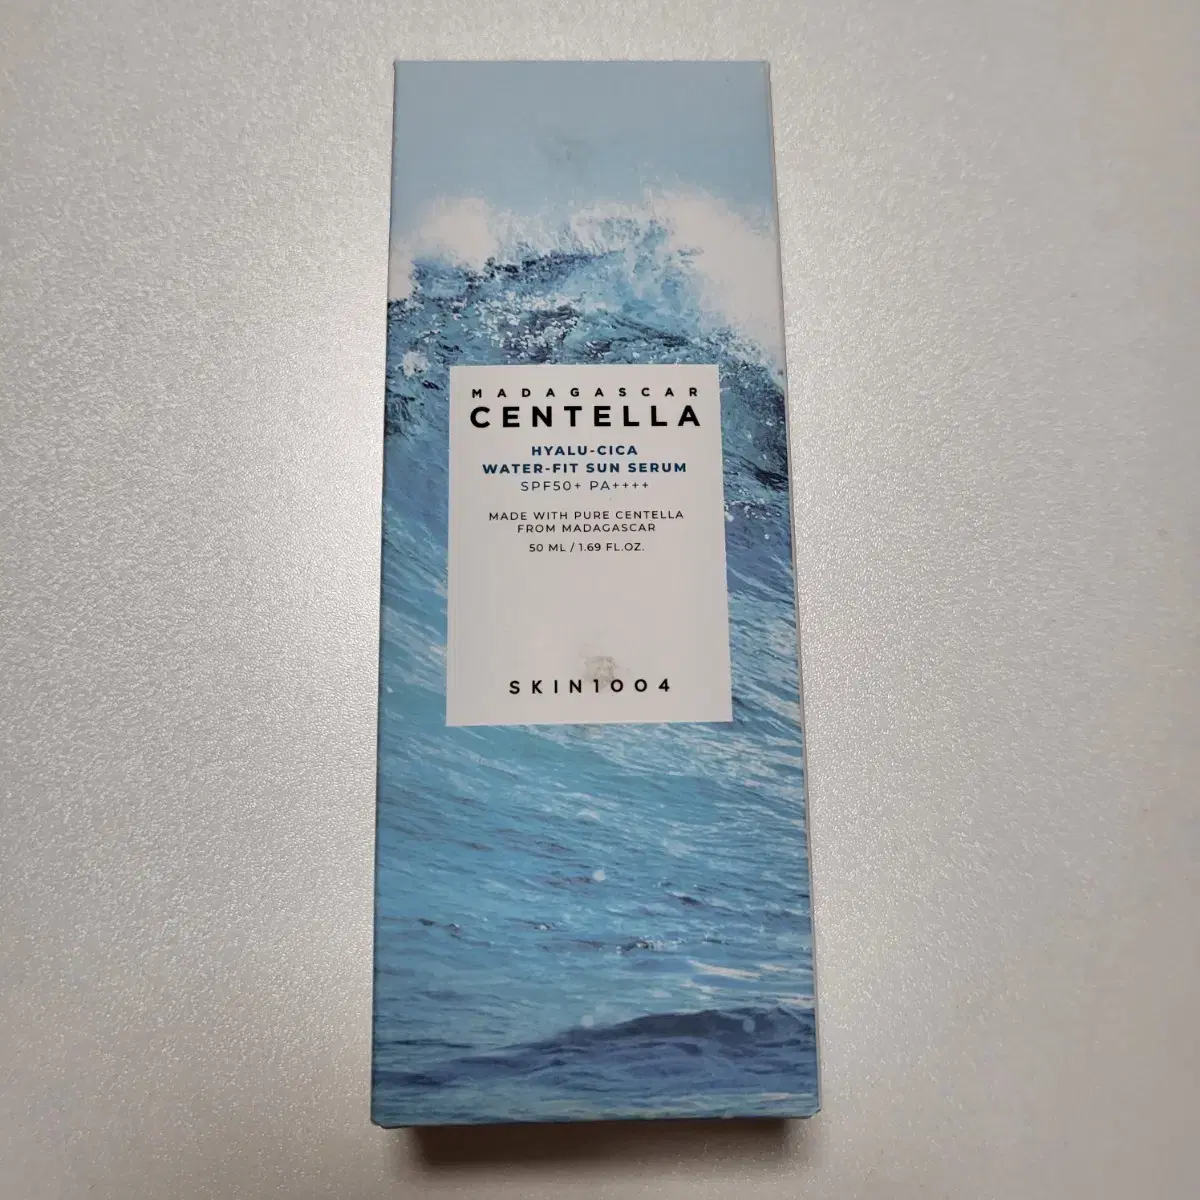 MADAGASCAR
CENTELLA
HYALU-CICA
WATER-FIT SUN SERUM
SPF50+ PA++++
MADE WITH PURE CENTELLA
FROM MADAGASCAR
50 ML / 1.69 FL.OZ.
SKIN1004